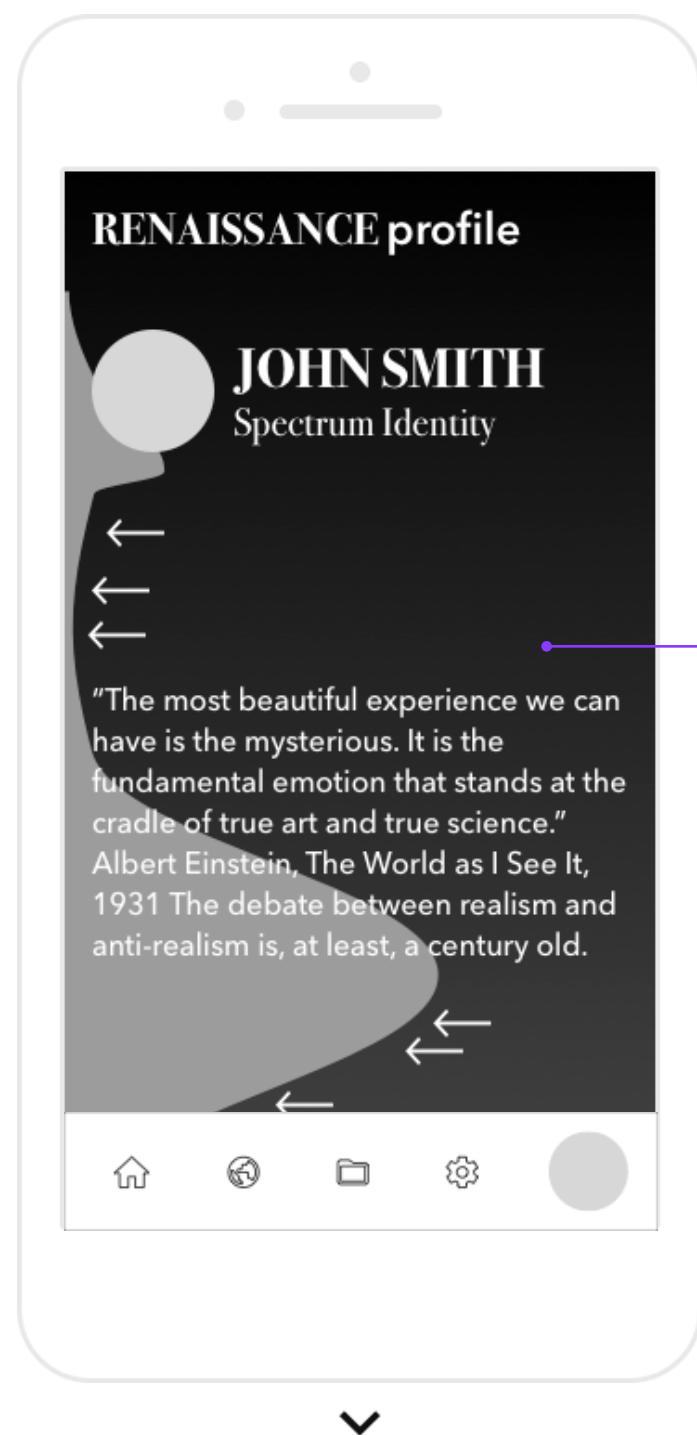 RENAISSANCE profile
JOHN SMITH
Spectrum Identity
“The most beautiful experience we can
have is the mysterious. It is the
fundamental emotion that stands at the
cradle of true art and true science.”
Albert Einstein, The World as I See It,
1931 The debate between realism and
anti-realism is, at least, a century old.